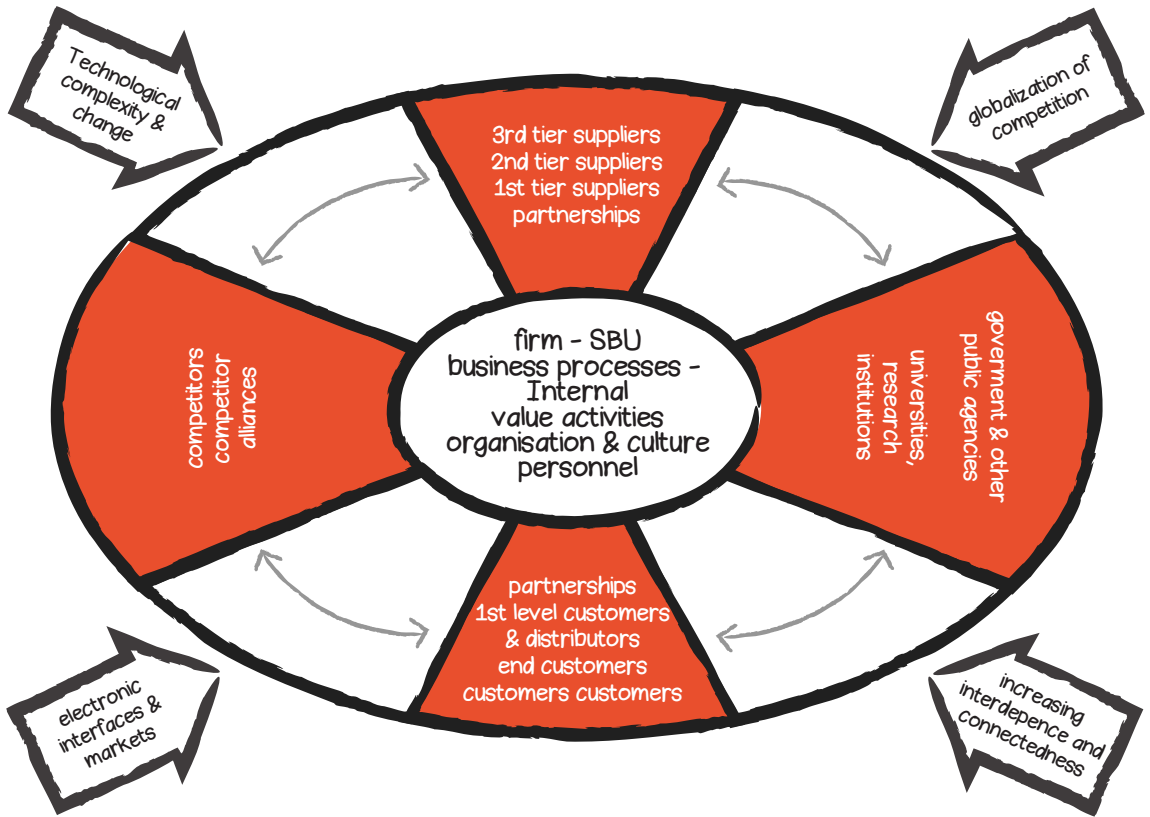 Technological
complexity &
change
globalization of
competition
3rd tier suppliers
2nd tier suppliers
1st tier suppliers
partnerships
competitors
competitor
alliances
firm - SBU
business processes -
Internal
value activities
organisation & culture
personnel
goverment & other
public agencies
universities,
research
institutions
partnerships
1st level customers
& distributors
end customers
customers customers
electronic
interfaces &
markets
increasing
interdepence and
connectedness